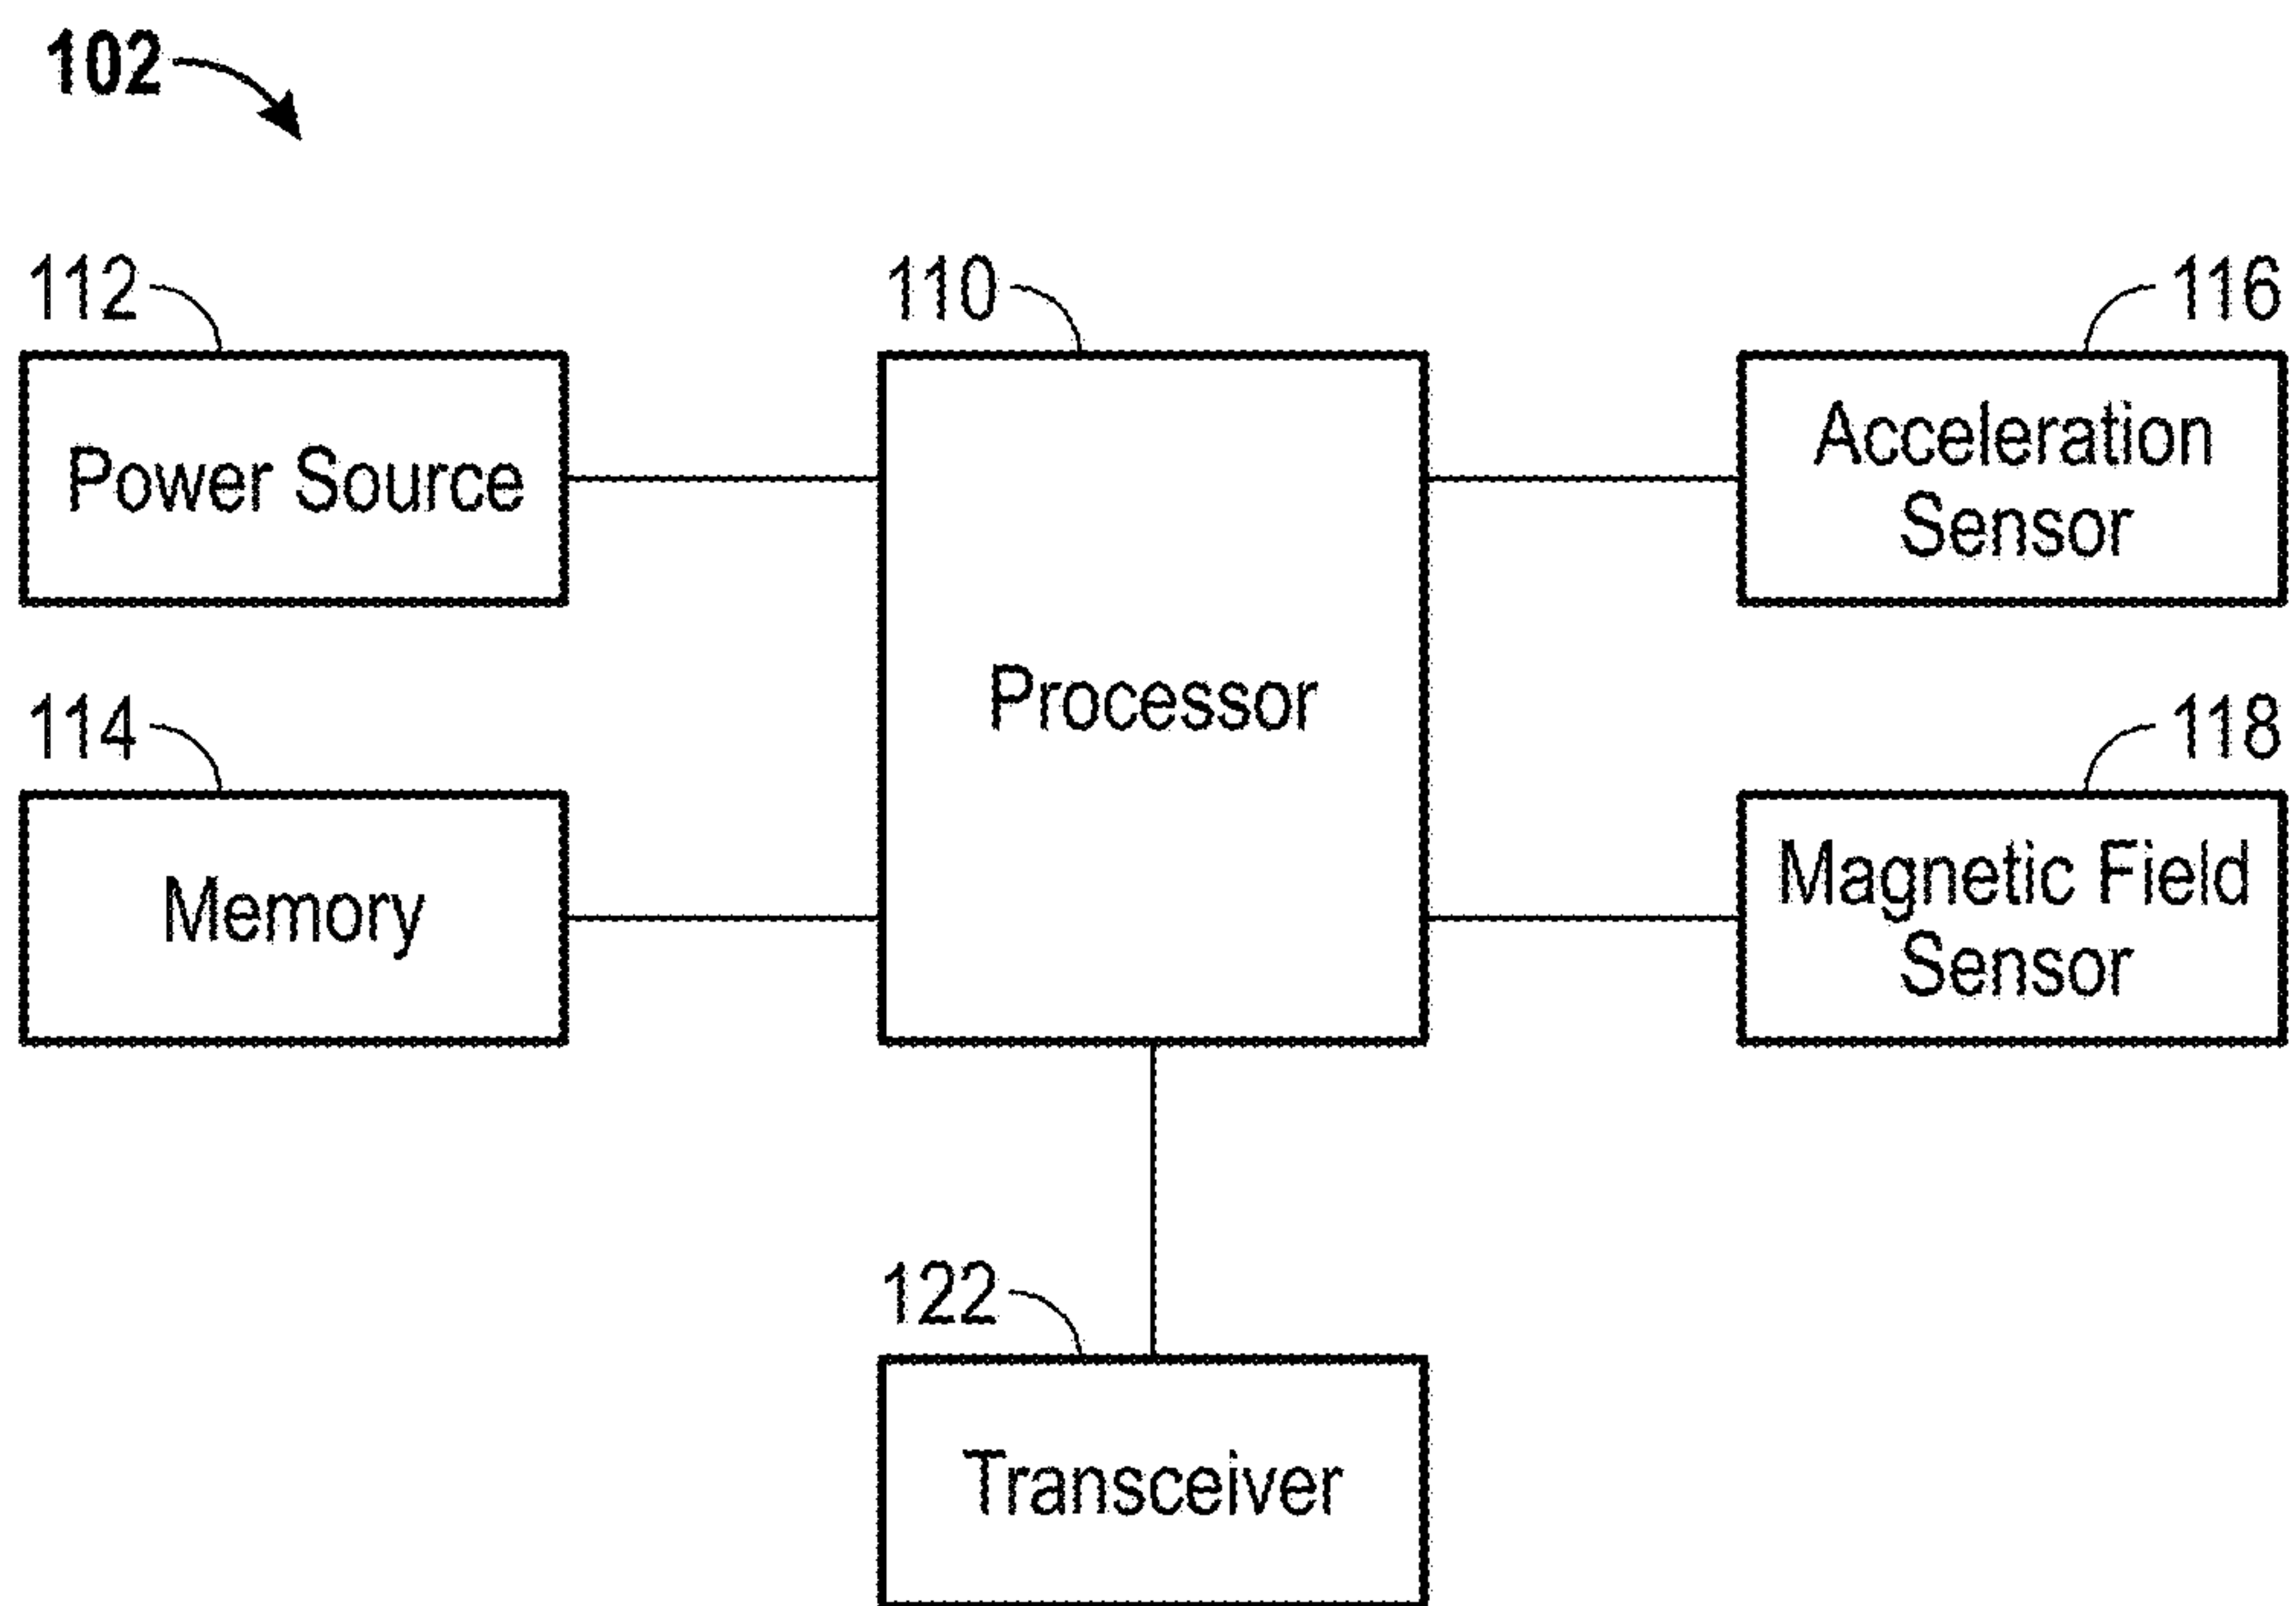 102
112
110
116
Power Source
Processor
Acceleration
Sensor
114
118
Memory
Magnetic Field
Sensor
122
Transceiver